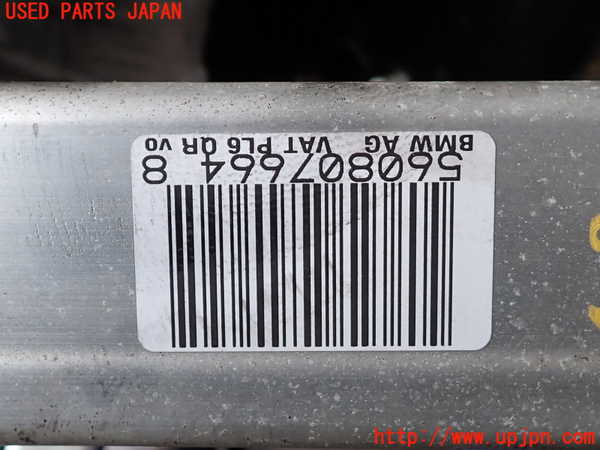 USED PARTS JAPAN
560807664 8
BMW AG VAT PL6 QR vo
http://www.upjpn.com/